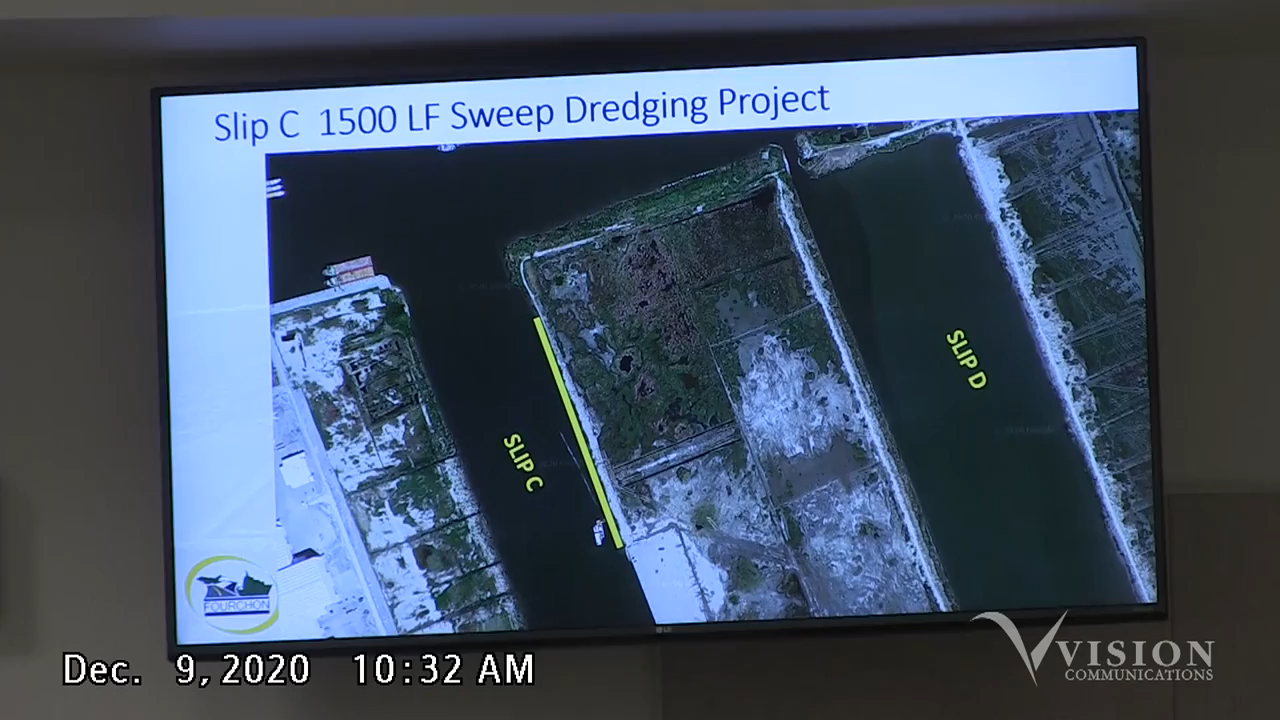 Slip C 1500 LF Sweep Dredging Project
SLIP D
SLIP C
FOURCHON
LG
Dec. 9, 2020 10:32 AM
VISION
COMMUNICATIONS